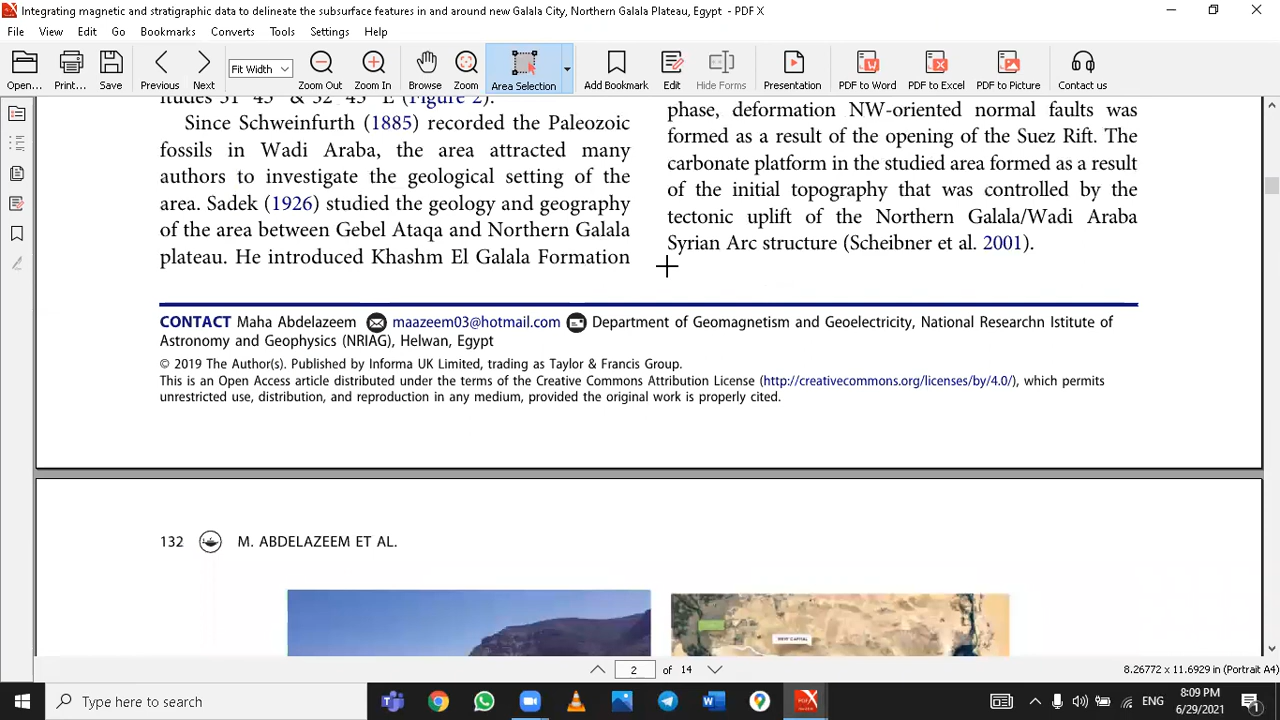 Integrating magnetic and stratigraphic data to delineate the subsurface features in and around new Galala City, Northern Galala Plateau, Egypt - PDF X
File View Edit Go Bookmarks Converts Tools Settings Help
Open... Print... Save Previous Next Fit Width Zoom Out Zoom In Browse Zoom Area Selection Add Bookmark Edit Hide Forms Presentation PDF to Word PDF to Excel PDF to Picture Contact us
itudes 31° 45° & 32° 45° E (Figure 2).
Since Schweinfurth (1885) recorded the Paleozoic
fossils in Wadi Araba, the area attracted many
authors to investigate the geological setting of the
area. Sadek (1926) studied the geology and geography
of the area between Gebel Ataqa and Northern Galala
plateau. He introduced Khashm El Galala Formation
phase, deformation NW-oriented normal faults was
formed as a result of the opening of the Suez Rift. The
carbonate platform in the studied area formed as a result
of the initial topography that was controlled by the
tectonic uplift of the Northern Galala/Wadi Araba
Syrian Arc structure (Scheibner et al. 2001).
CONTACT Maha Abdelazeem maazeem03@hotmail.com Department of Geomagnetism and Geoelectricity, National Researchn Istitute of
Astronomy and Geophysics (NRIAG), Helwan, Egypt
© 2019 The Author(s). Published by Informa UK Limited, trading as Taylor & Francis Group.
This is an Open Access article distributed under the terms of the Creative Commons Attribution License (http://creativecommons.org/licenses/by/4.0/), which permits
unrestricted use, distribution, and reproduction in any medium, provided the original work is properly cited.
132 M. ABDELAZEEM ET AL.
NEW CAPITAL
2 of 14
8.26772 x 11.6929 in (Portrait A4)
Type here to search
ENG
8:09 PM
6/29/2021
1